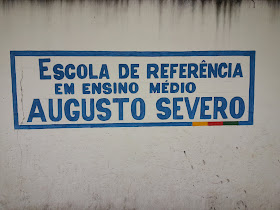 ESCOLA DE REFERÊNCIA
EM ENSINO MÉDIO
AUGUSTO SEVERO